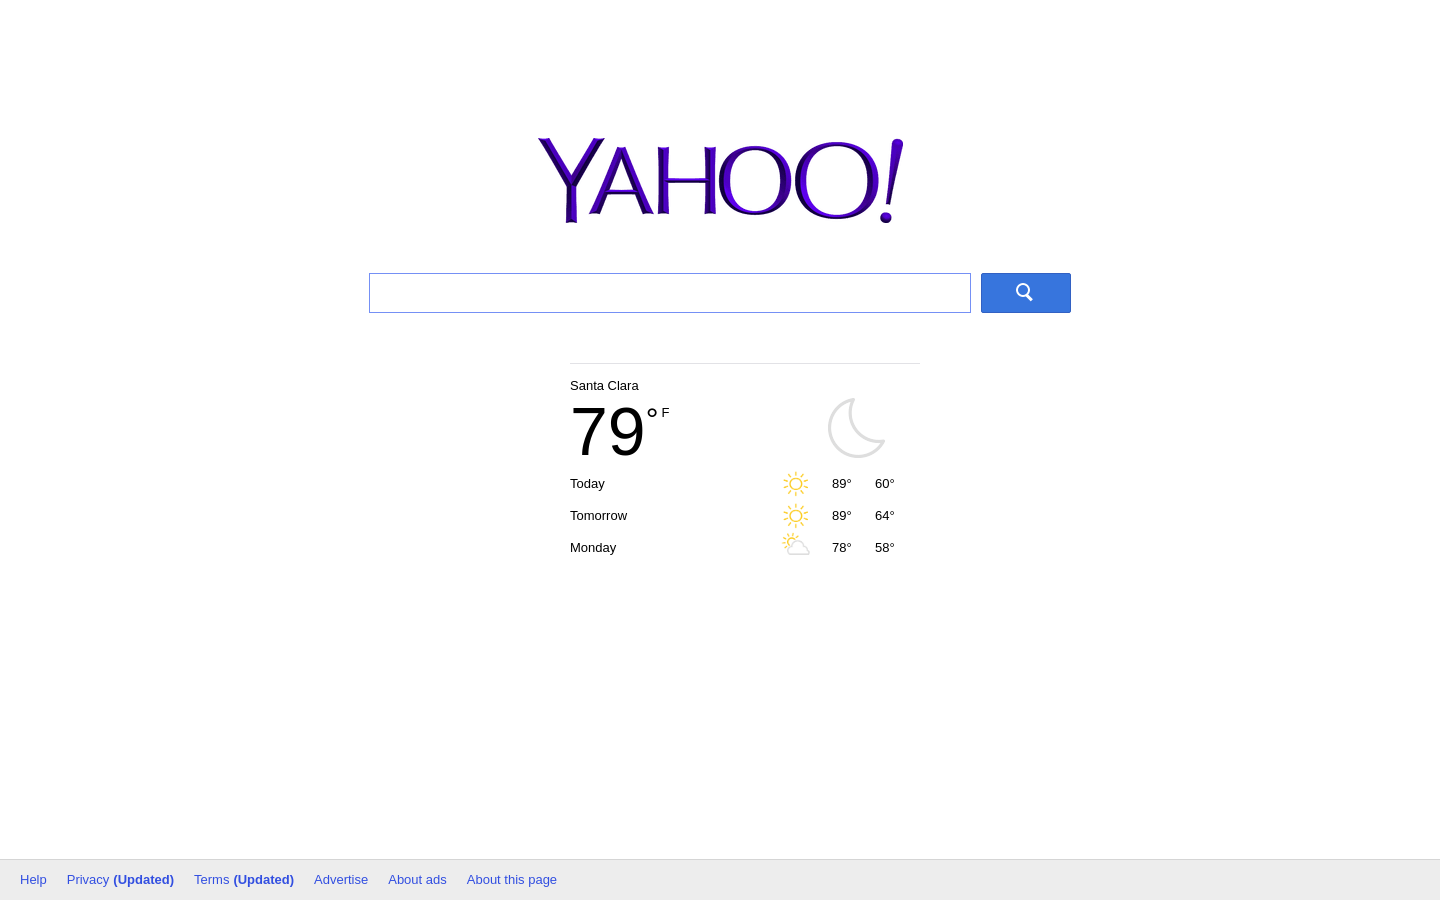 YAHOO!
Santa Clara
79° F
Today 89° 60°
Tomorrow 89° 64°
Monday 78° 58°
Help Privacy (Updated) Terms (Updated) Advertise About ads About this page